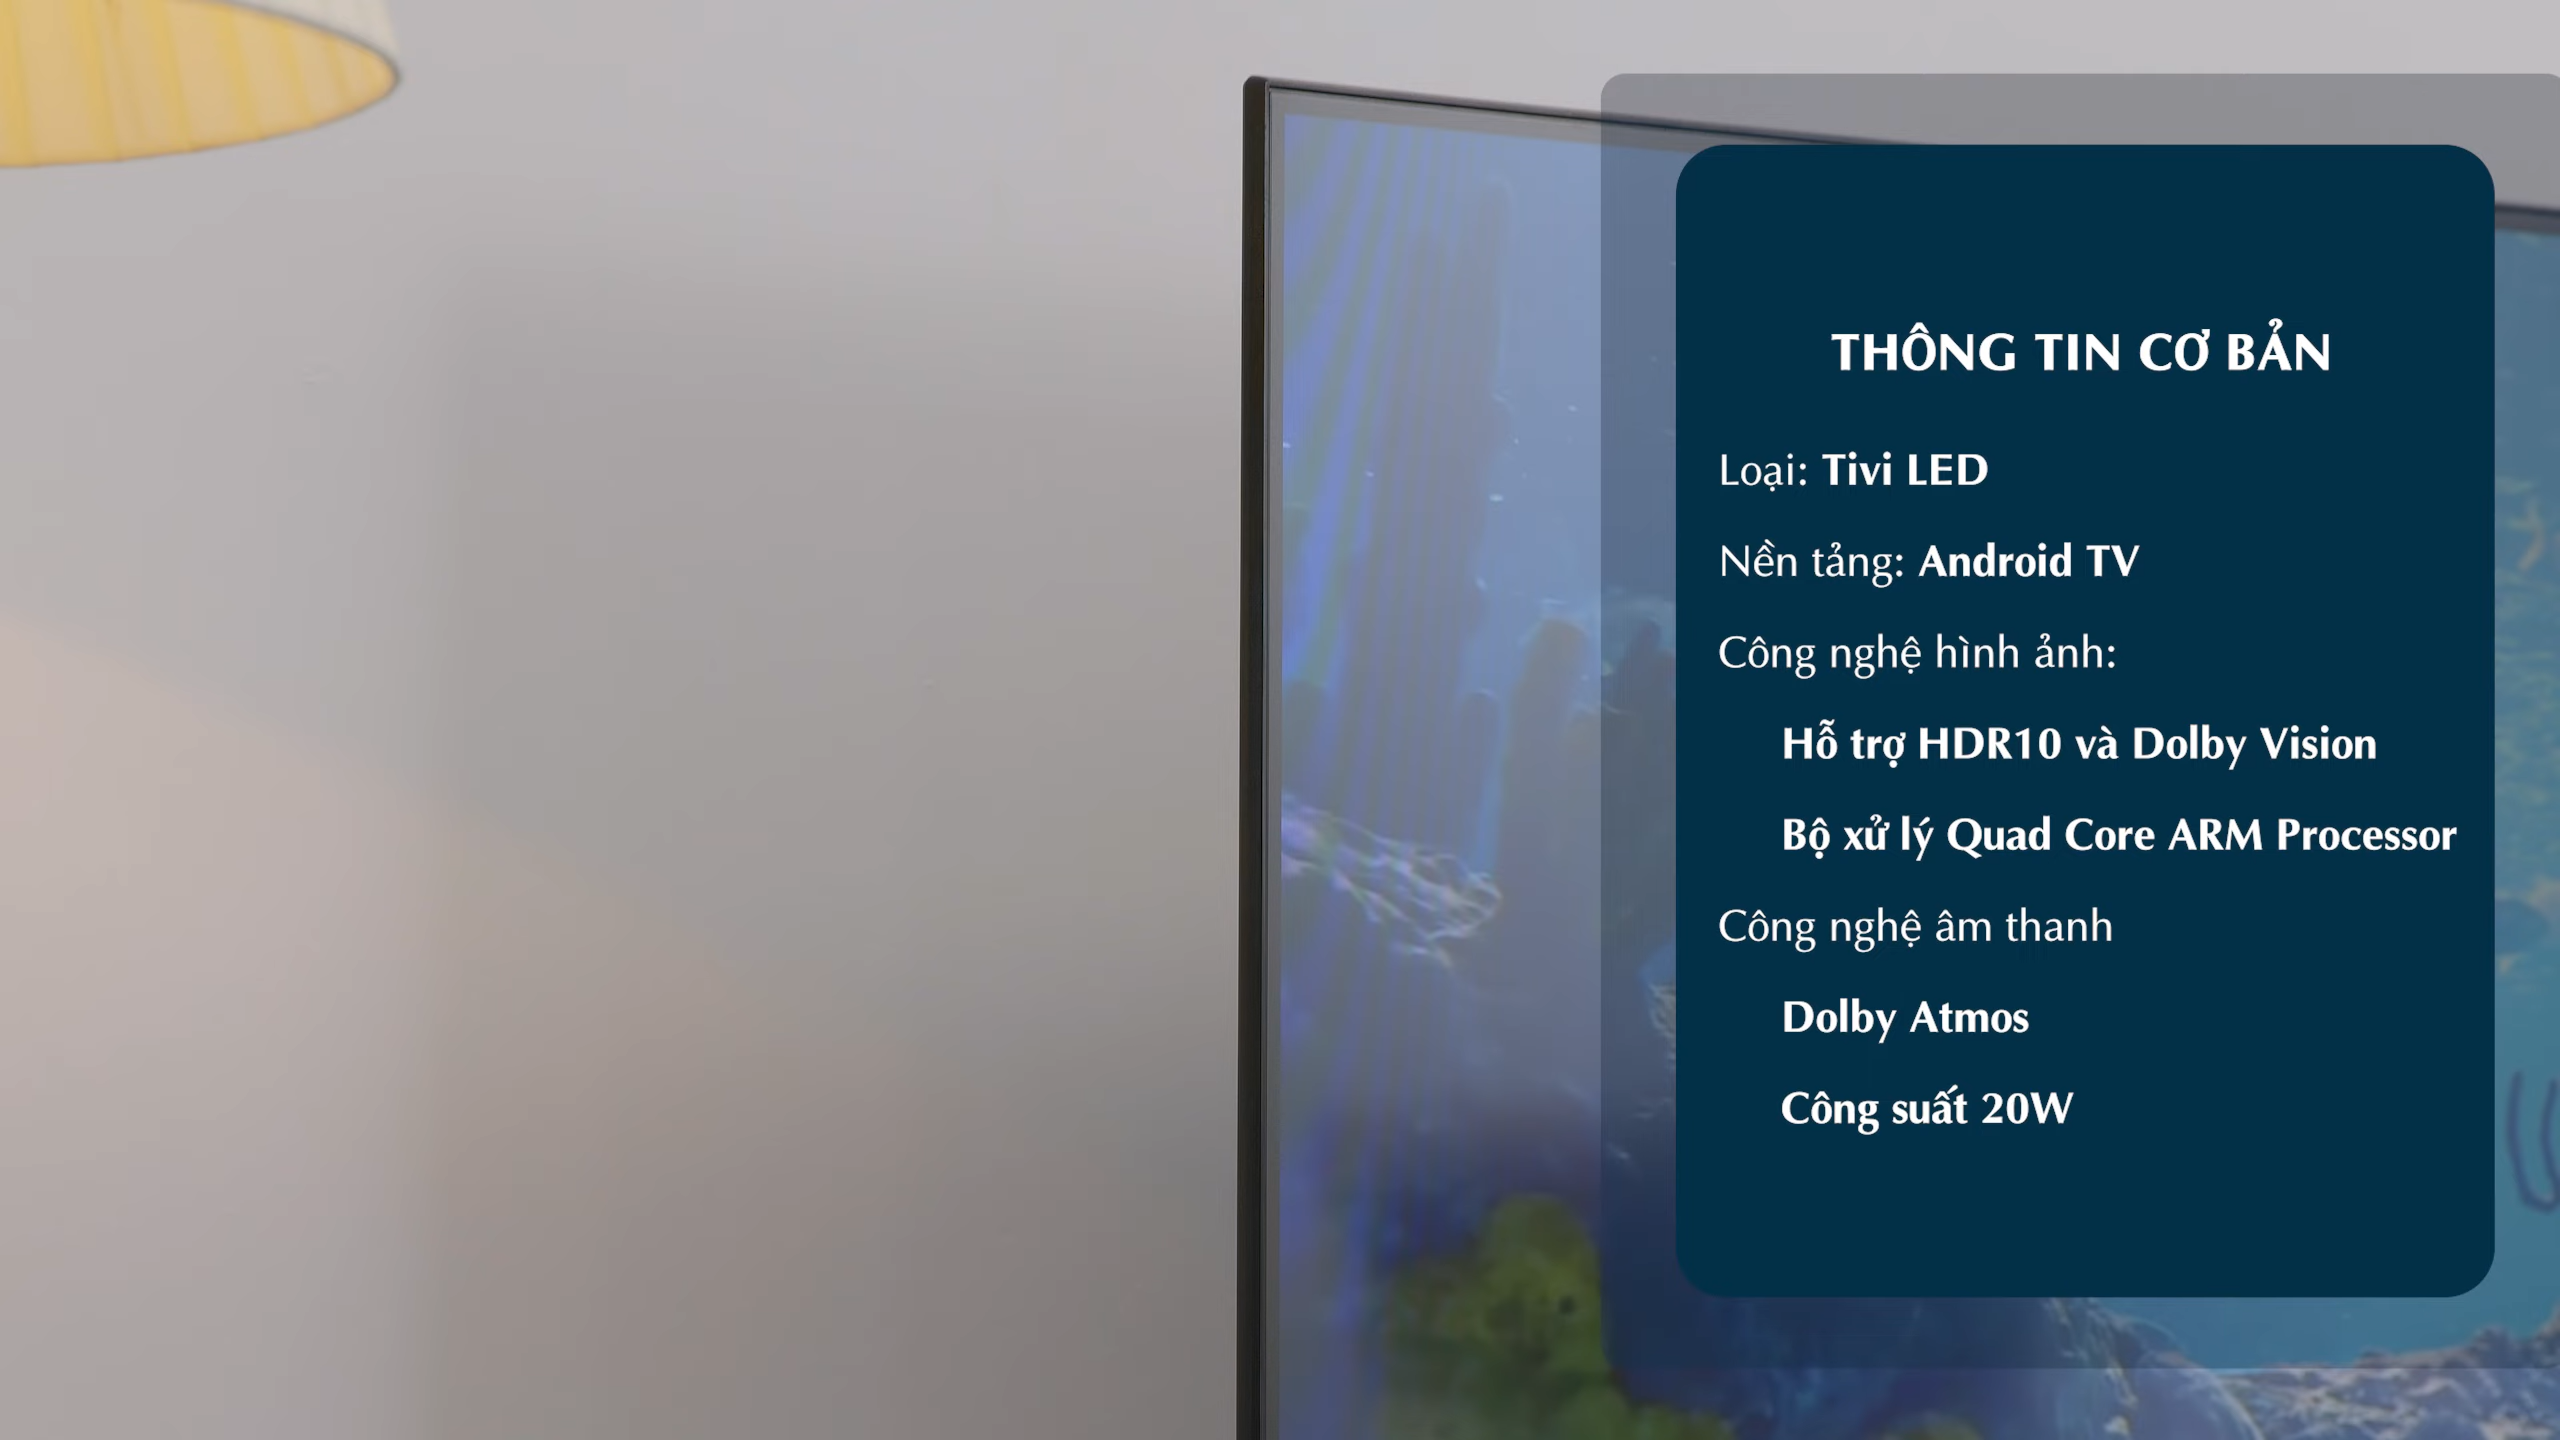 THÔNG TIN CƠ BẢN
Loại: Tivi LED
Nền tảng: Android TV
Công nghệ hình ảnh:
Hỗ trợ HDR10 và Dolby Vision
Bộ xử lý Quad Core ARM Processor
Công nghệ âm thanh
Dolby Atmos
Công suất 20W